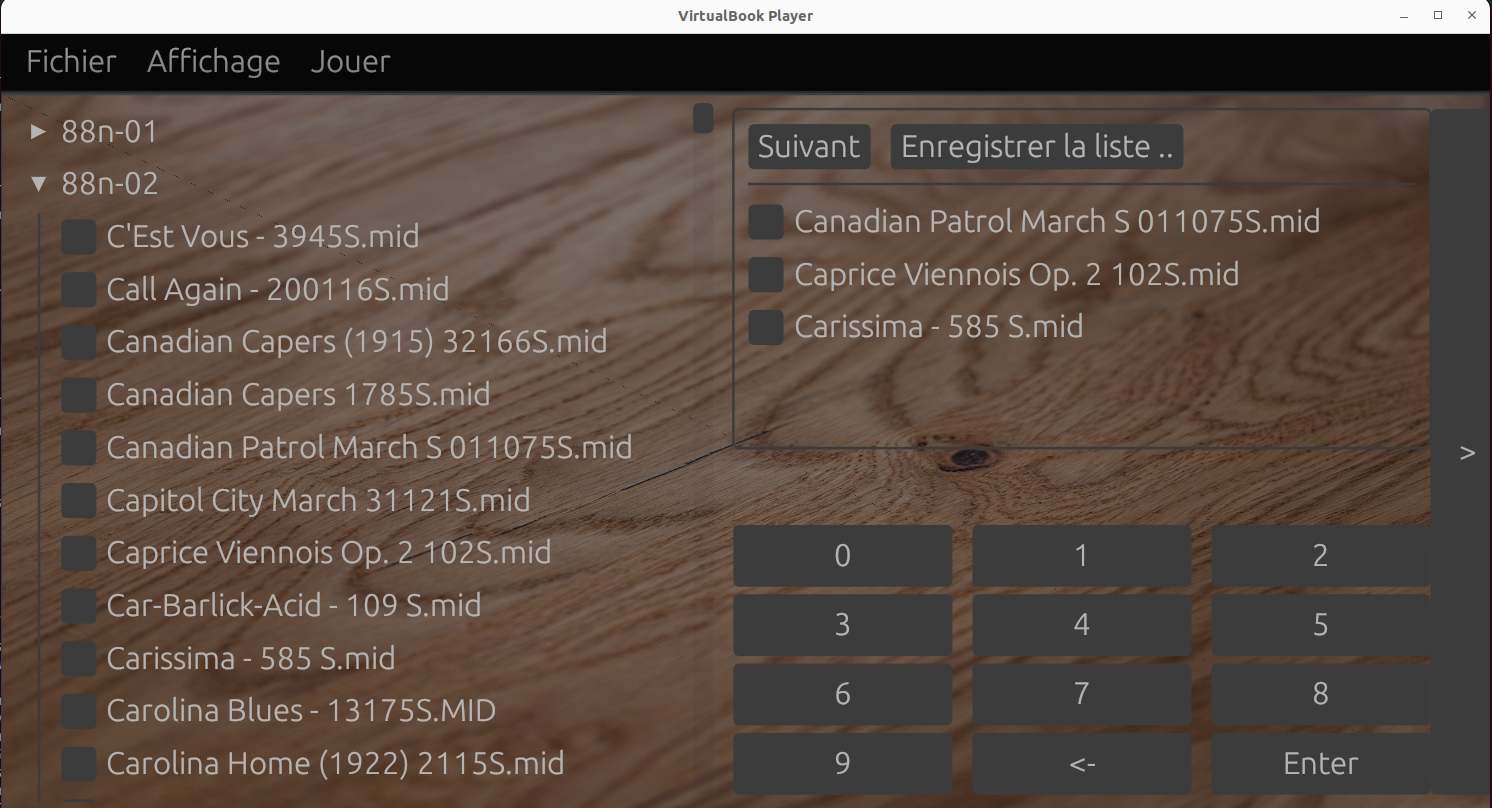 VirtualBook Player
Fichier Affichage Jouer
88n-01
88n-02
C'Est Vous - 3945S.mid
Call Again - 200116S.mid
Canadian Capers (1915) 32166S.mid
Canadian Capers 1785S.mid
Canadian Patrol March S 011075S.mid
Capitol City March 31121S.mid
Caprice Viennois Op. 2 102S.mid
Car-Barlick-Acid - 109 S.mid
Carissima - 585 S.mid
Carolina Blues - 13175S.MID
Carolina Home (1922) 2115S.mid
Suivant Enregistrer la liste ..
Canadian Patrol March S 011075S.mid
Caprice Viennois Op. 2 102S.mid
Carissima - 585 S.mid
0 1 2
3 4 5
6 7 8
9 <- Enter
>